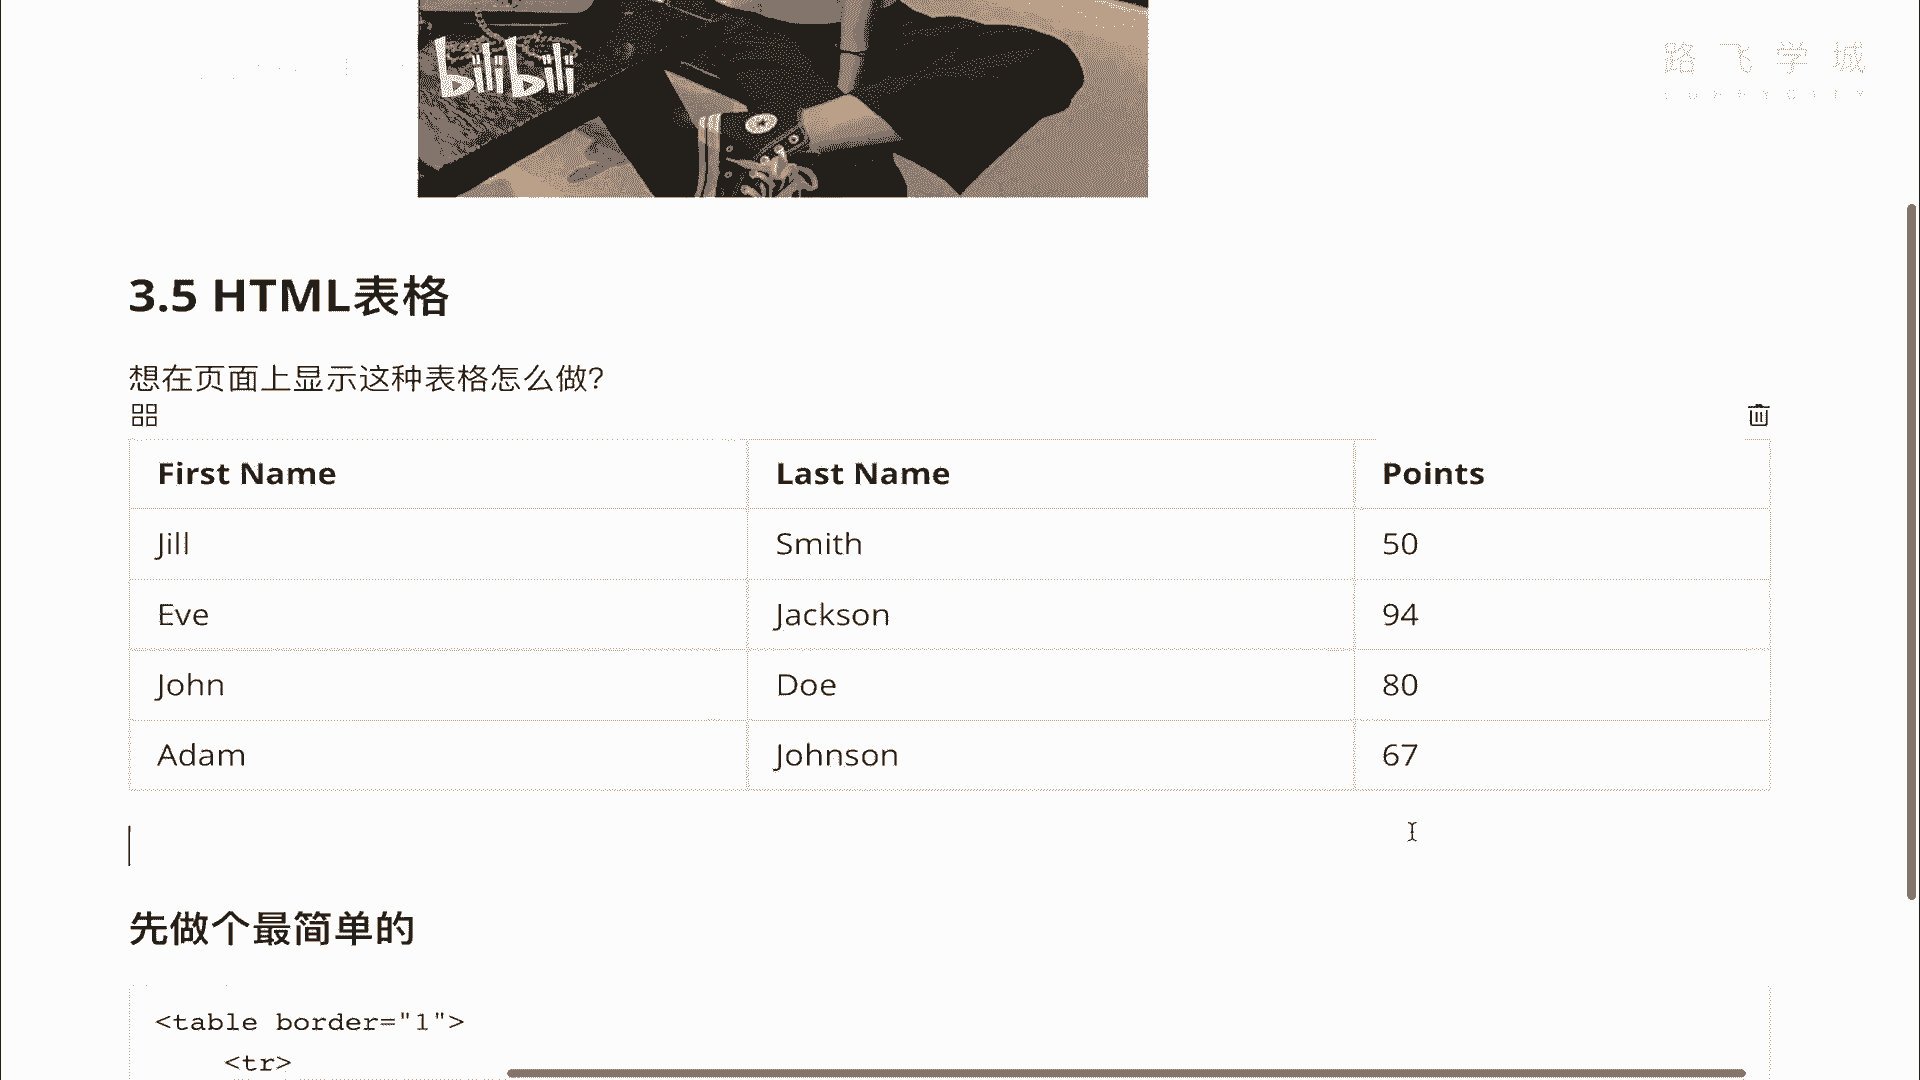 bilibili
路飞学城
LUFFYCITY
3.5 HTML表格
想在页面上显示这种表格怎么做?
First Name Last Name Points
Jill Smith 50
Eve Jackson 94
John Doe 80
Adam Johnson 67
先做个最简单的
<table border="1">
<tr>